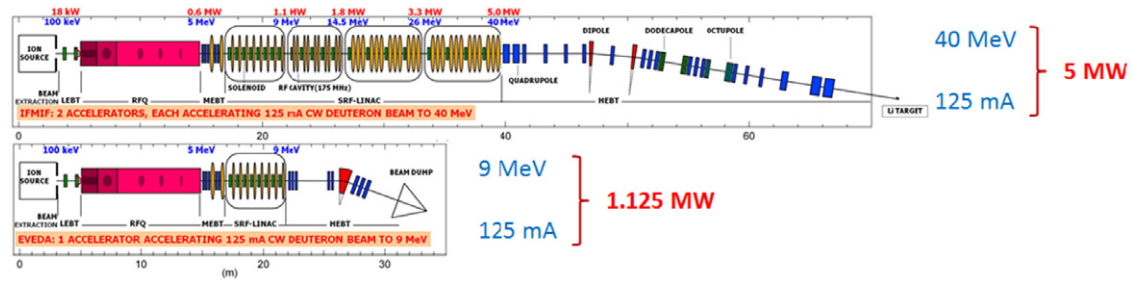 18 kW 0.6 MW 1.1 MW 1.8 MW 3.3 MW 5.0 MW
100 keV 5 MeV 9 MeV 14.5 MeV 26 MeV 40 MeV
ION
SOURCE
DIPOLE DODECAPOLE OCTUPOLE
SOLENOID RF CAVITY(175 MHz) QUADRUPOLE
BEAM
EXTRACTION LEBT RFQ MEBT SRF-LINAC HEBT
Li TARGET
IFMIF: 2 ACCELERATORS, EACH ACCELERATING 125 mA CW DEUTERON BEAM TO 40 MeV
0 20 40 60
40 MeV
125 mA
5 MW
100 keV 5 MeV 9 MeV
ION
SOURCE
BEAM DUMP
BEAM
EXTRACTION LEBT RFQ MEBT SRF-LINAC HEBT
EVEDA: 1 ACCELERATOR ACCELERATING 125 mA CW DEUTERON BEAM TO 9 MeV
0 10 20 30
(m)
9 MeV
125 mA
1.125 MW